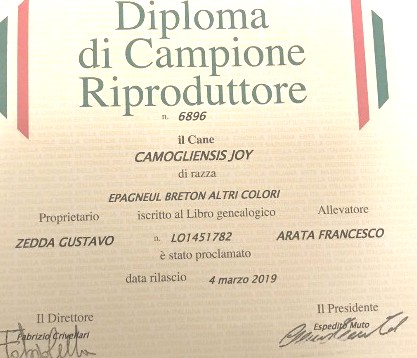 Diploma
di Campione
Riproduttore
n. 6896
il Cane
CAMOGLIENSIS JOY
di razza
EPAGNEUL BRETON ALTRI COLORI
Proprietario iscritto al Libro genealogico Allevatore
ZEDDA GUSTAVO n. LO1451782 ARATA FRANCESCO
è stato proclamato
data rilascio 4 marzo 2019
Il Direttore Il Presidente
Fabrizio Crivellari Espedito Muto